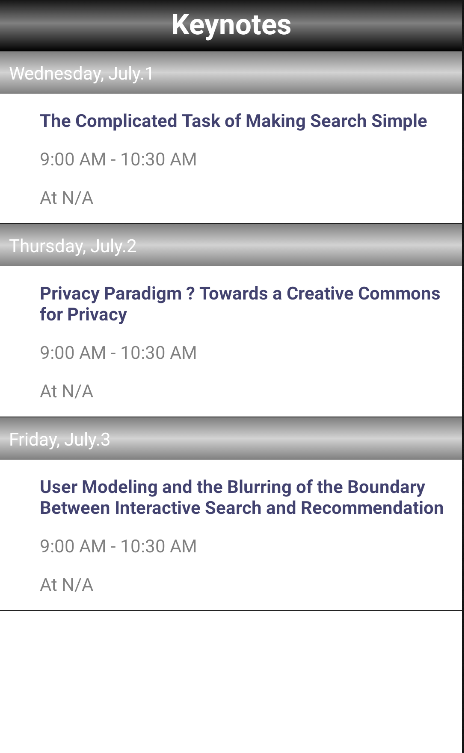 Keynotes
Wednesday, July.1
The Complicated Task of Making Search Simple
9:00 AM - 10:30 AM
At N/A
Thursday, July.2
Privacy Paradigm ? Towards a Creative Commons
for Privacy
9:00 AM - 10:30 AM
At N/A
Friday, July.3
User Modeling and the Blurring of the Boundary
Between Interactive Search and Recommendation
9:00 AM - 10:30 AM
At N/A